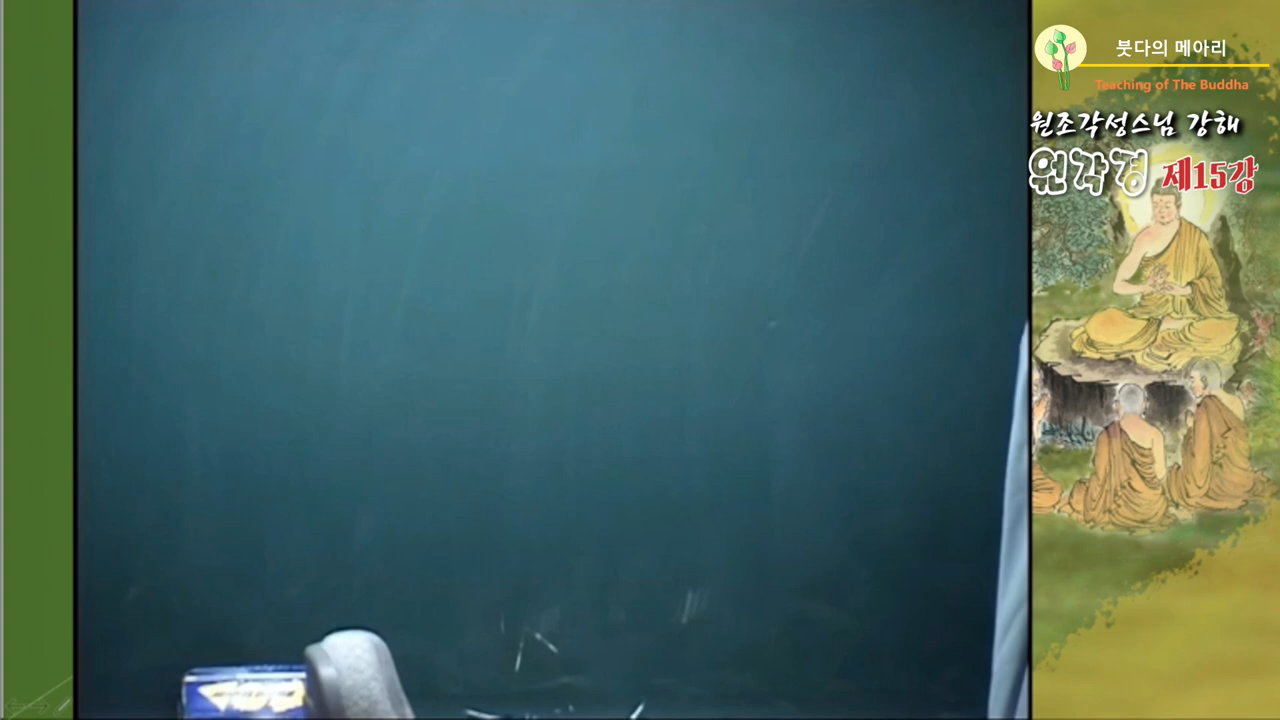 붓다의 메아리
Teaching of The Buddha
원조각성스님 강해
원각경 제15강